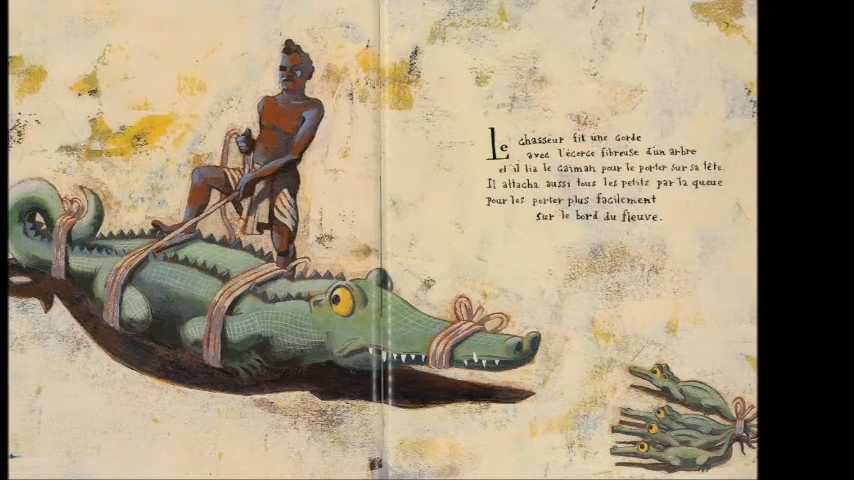 Le chasseur fit une corde
avec l'écorce fibreuse d'un arbre
et il lia le caïman pour le porter sur sa tête.
Il attacha aussi tous les petits par la queue
pour les porter plus facilement
sur le bord du fleuve.